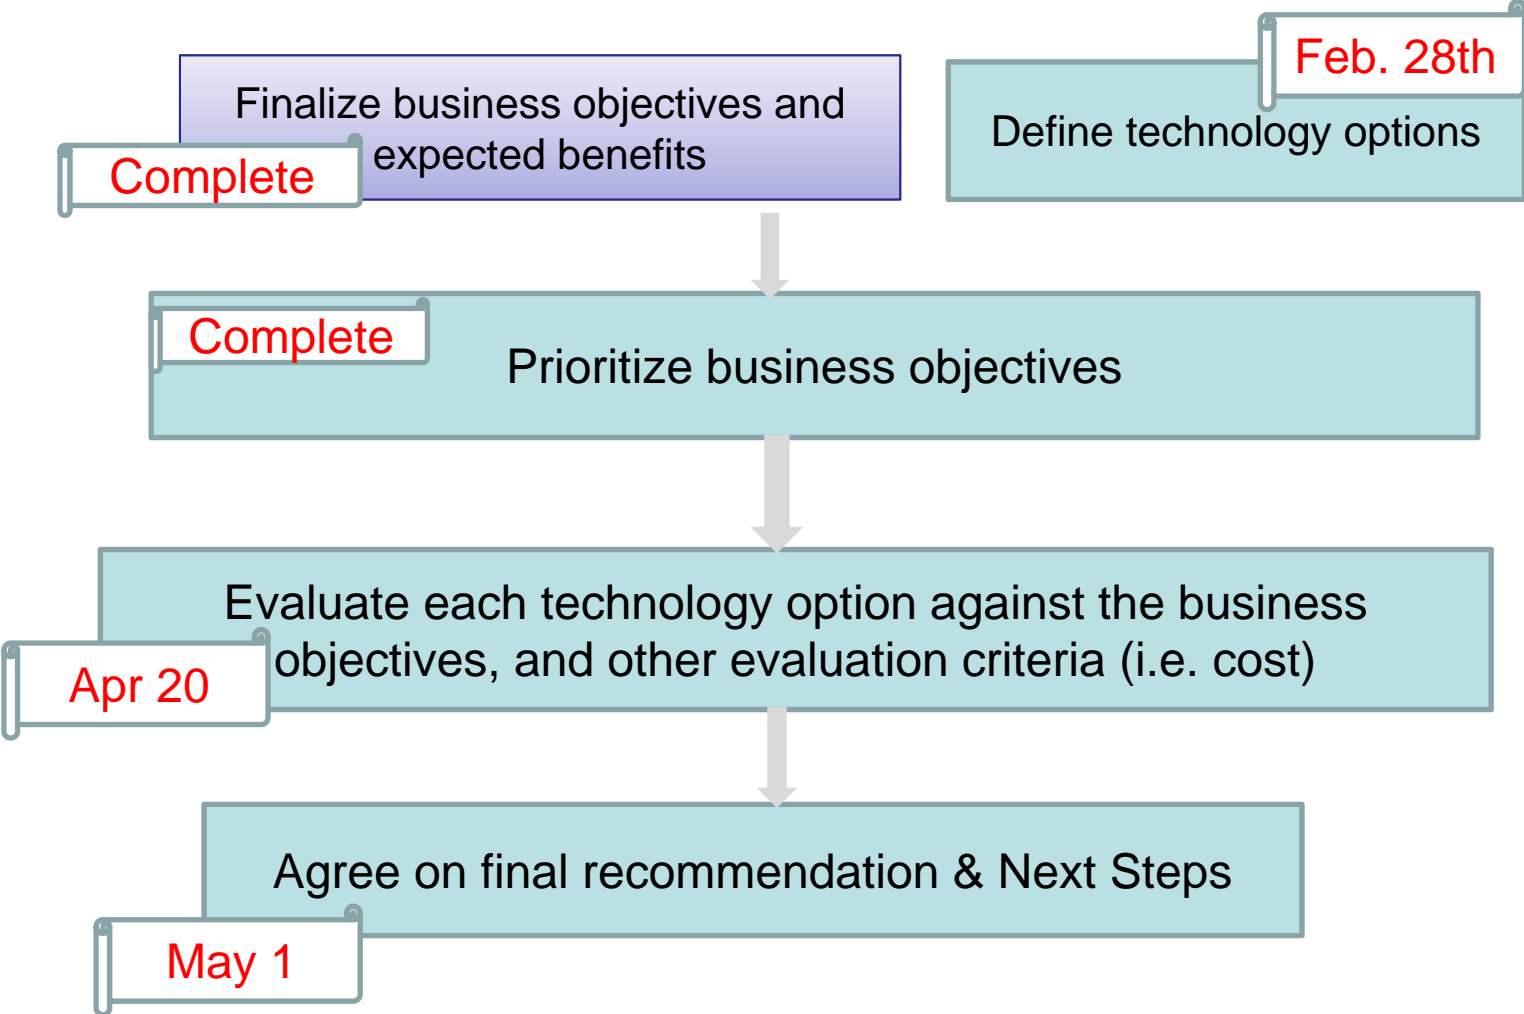 Feb. 28th
Finalize business objectives and
expected benefits
Complete
Define technology options
Complete
Prioritize business objectives
Evaluate each technology option against the business
objectives, and other evaluation criteria (i.e. cost)
Apr 20
Agree on final recommendation & Next Steps
May 1